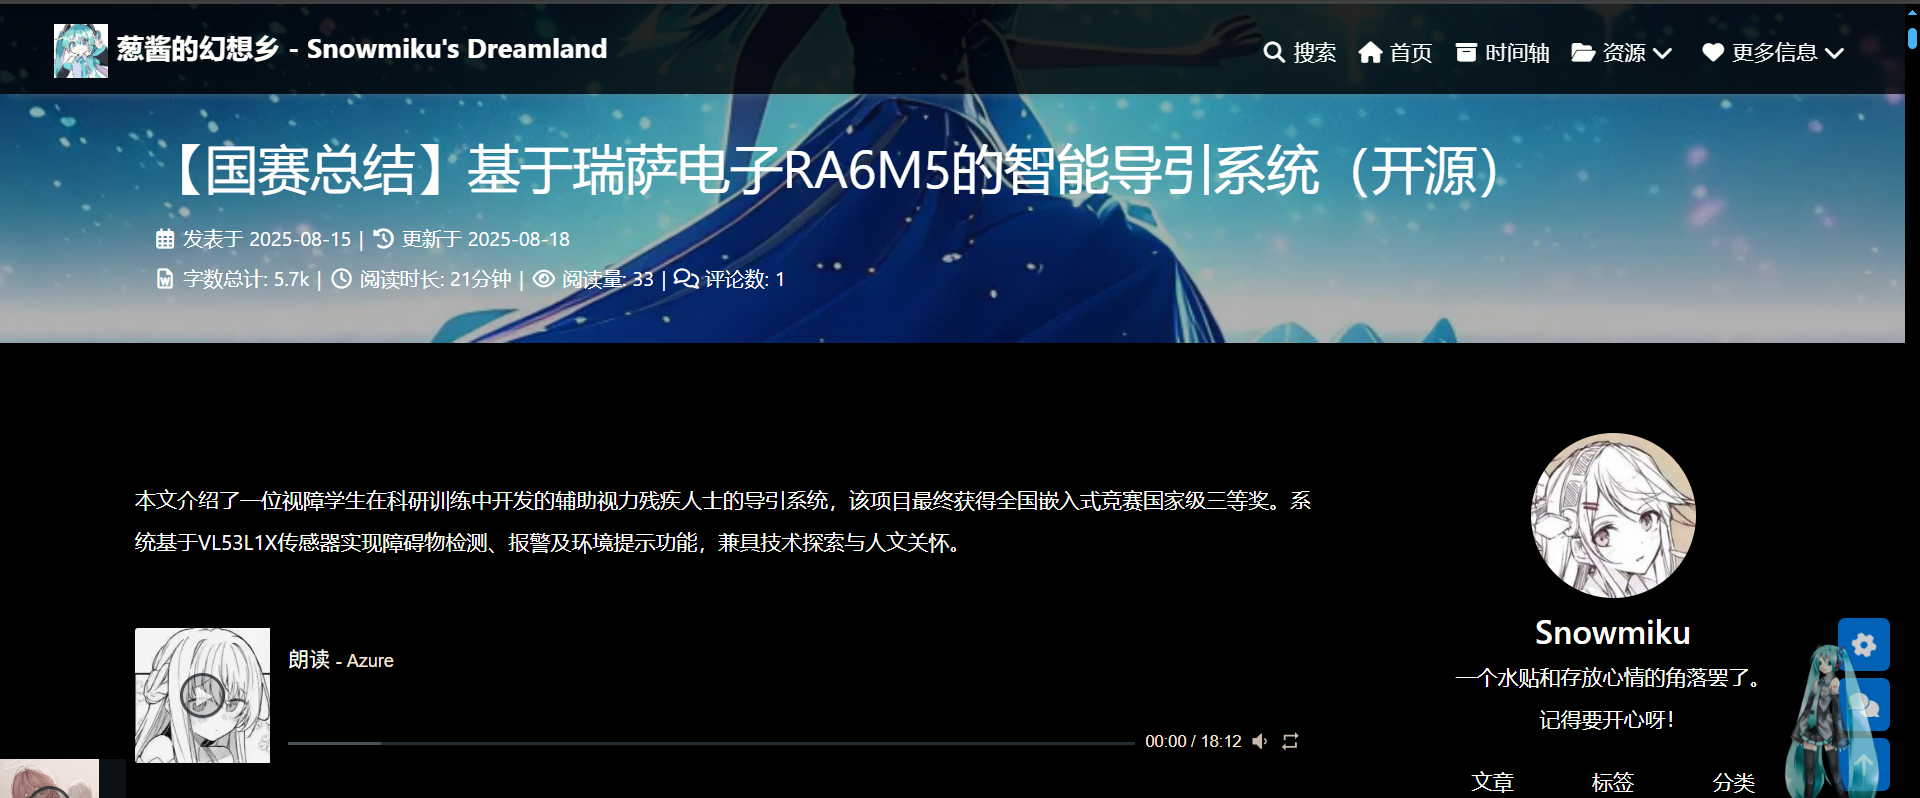 葱酱的幻想乡 - Snowmiku's Dreamland
搜索 首页 时间轴 资源 更多信息
【国赛总结】基于瑞萨电子RA6M5的智能导引系统（开源）
发表于 2025-08-15 | 更新于 2025-08-18
字数总计: 5.7k | 阅读时长: 21分钟 | 阅读量: 33 | 评论数: 1
本文介绍了一位视障学生在科研训练中开发的辅助视力残疾人士的导引系统，该项目最终获得全国嵌入式竞赛国家级三等奖。系
统基于VL53L1X传感器实现障碍物检测、报警及环境提示功能，兼具技术探索与人文关怀。
朗读 - Azure
00:00 / 18:12
Snowmiku
一个水贴和存放心情的角落罢了。
记得要开心呀！
文章 标签 分类